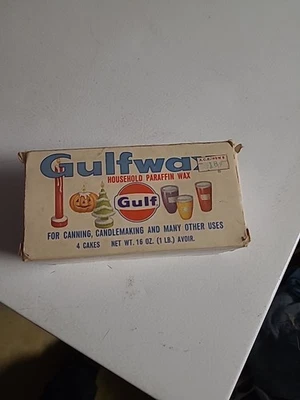 Gulfwax
HOUSEHOLD PARAFFIN WAX
Gulf
FOR CANNING, CANDLEMAKING AND MANY OTHER USES
4 CAKES NET WT. 16 OZ. (1 LB.) AVOIR.